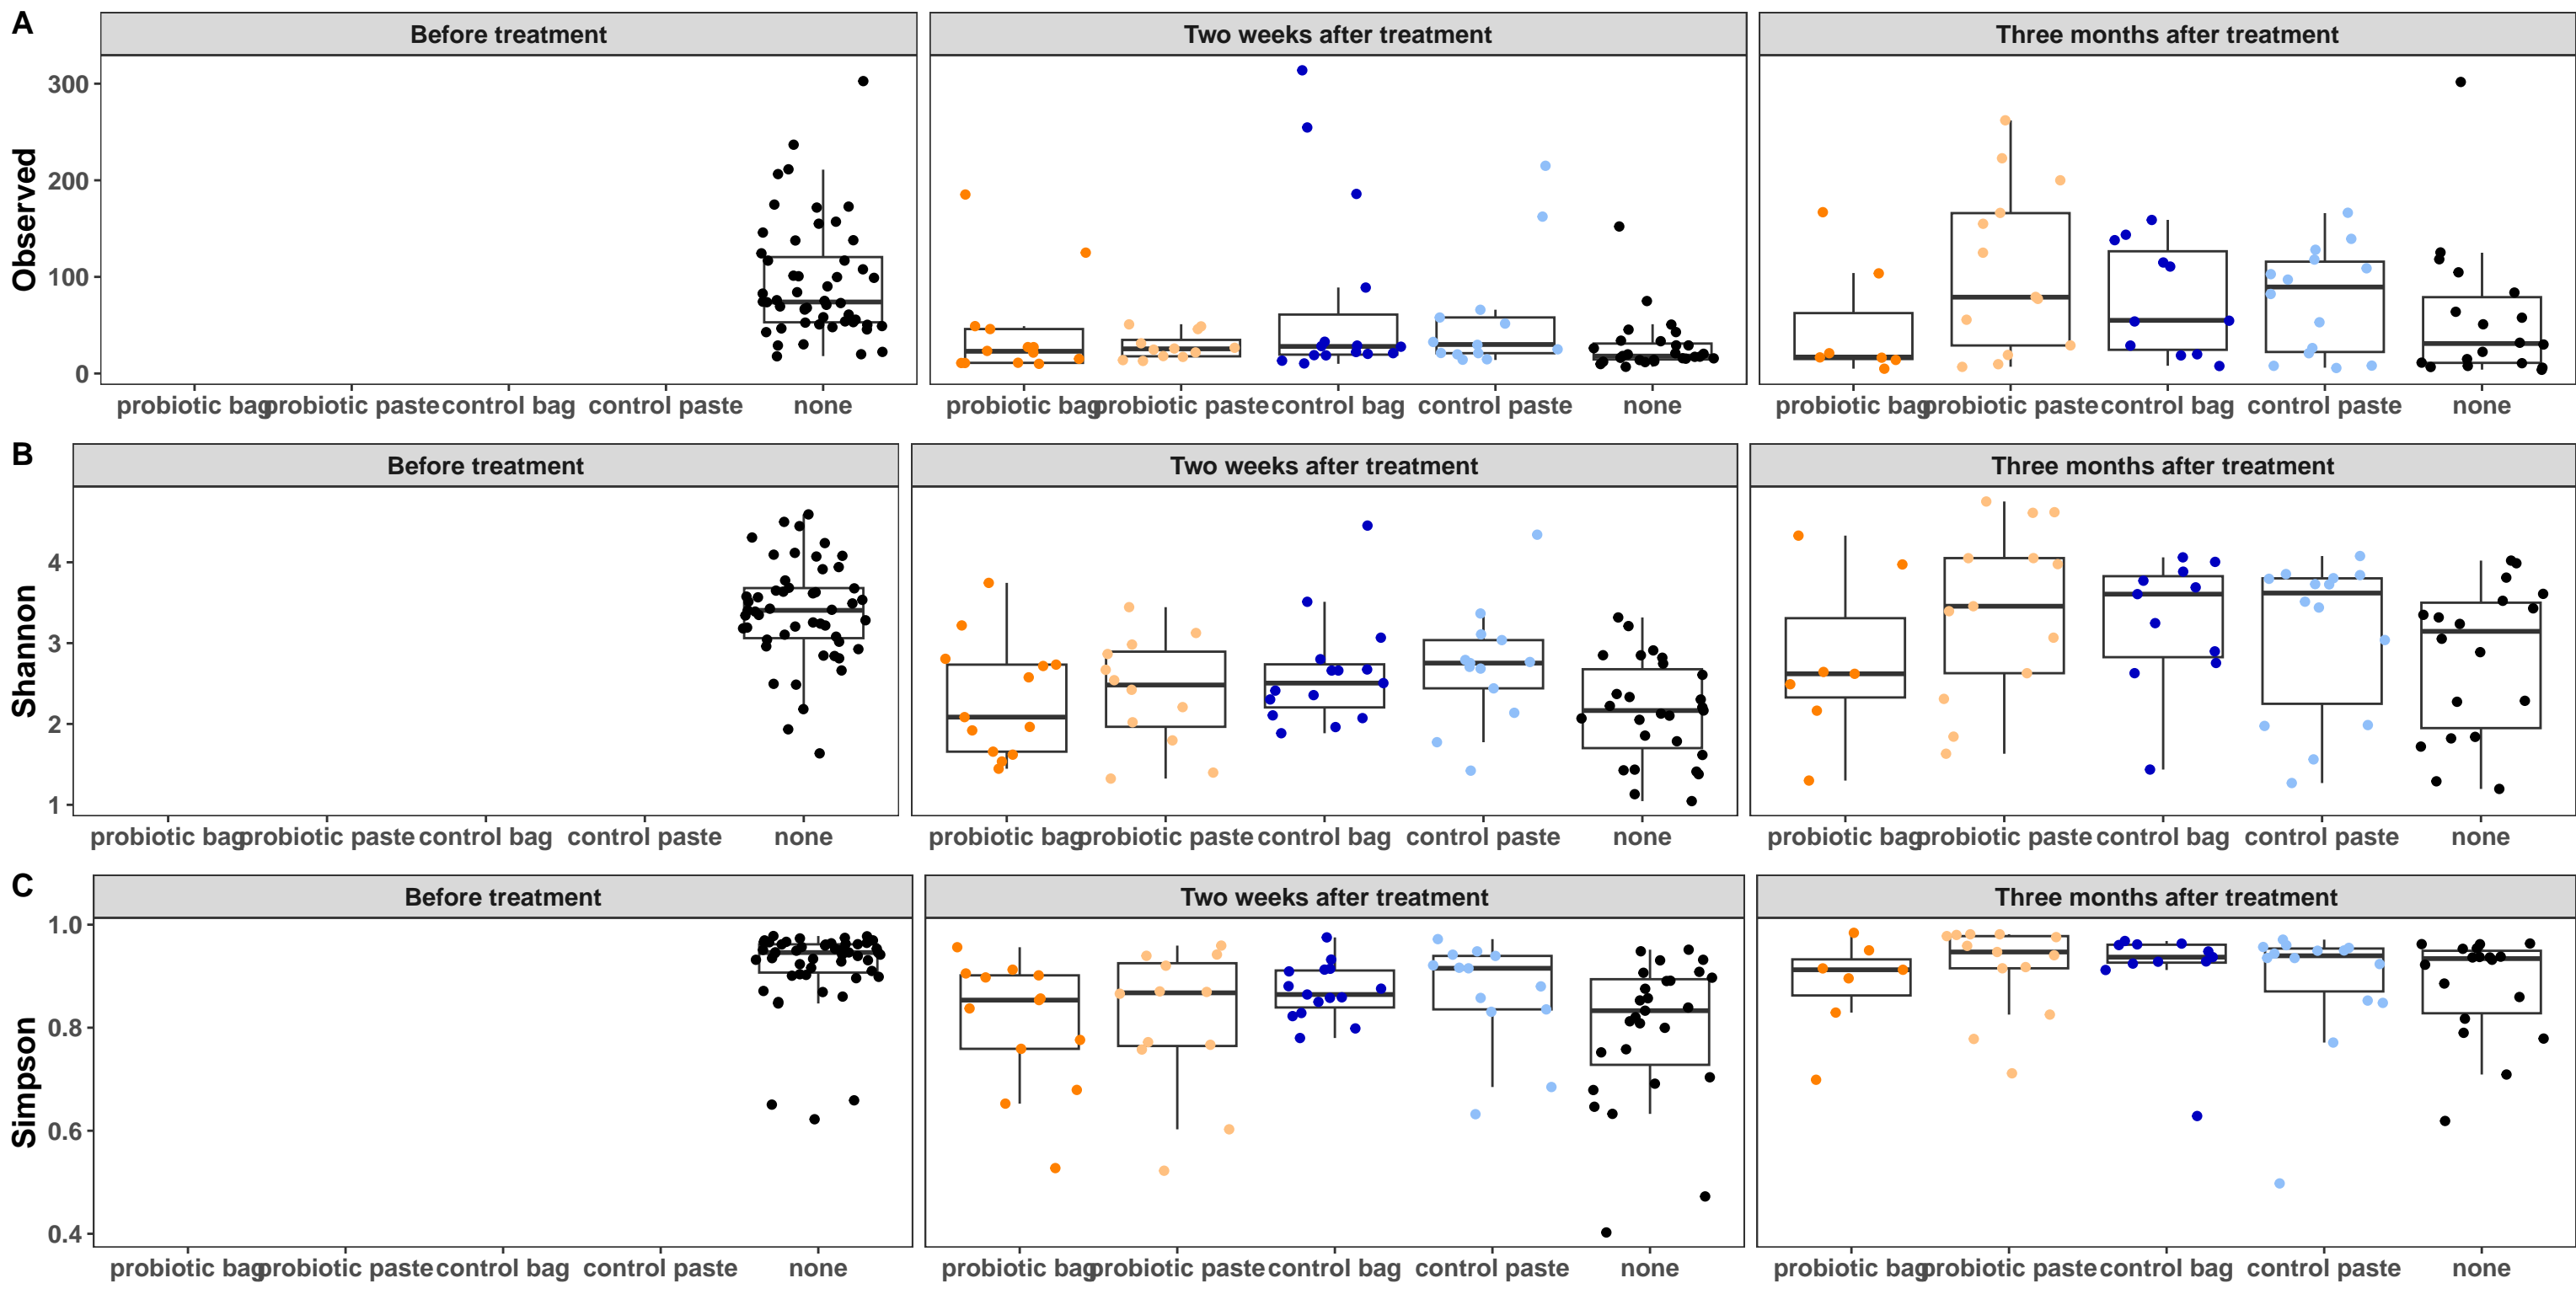 A
Before treatment
Two weeks after treatment
Three months after treatment
Observed
300
200
100
0
probiotic bag probiotic paste control bag control paste none
probiotic bag probiotic paste control bag control paste none
probiotic bag probiotic paste control bag control paste none
B
Before treatment
Two weeks after treatment
Three months after treatment
Shannon
4
3
2
1
probiotic bag probiotic paste control bag control paste none
probiotic bag probiotic paste control bag control paste none
probiotic bag probiotic paste control bag control paste none
C
Before treatment
Two weeks after treatment
Three months after treatment
Simpson
1.0
0.8
0.6
0.4
probiotic bag probiotic paste control bag control paste none
probiotic bag probiotic paste control bag control paste none
probiotic bag probiotic paste control bag control paste none